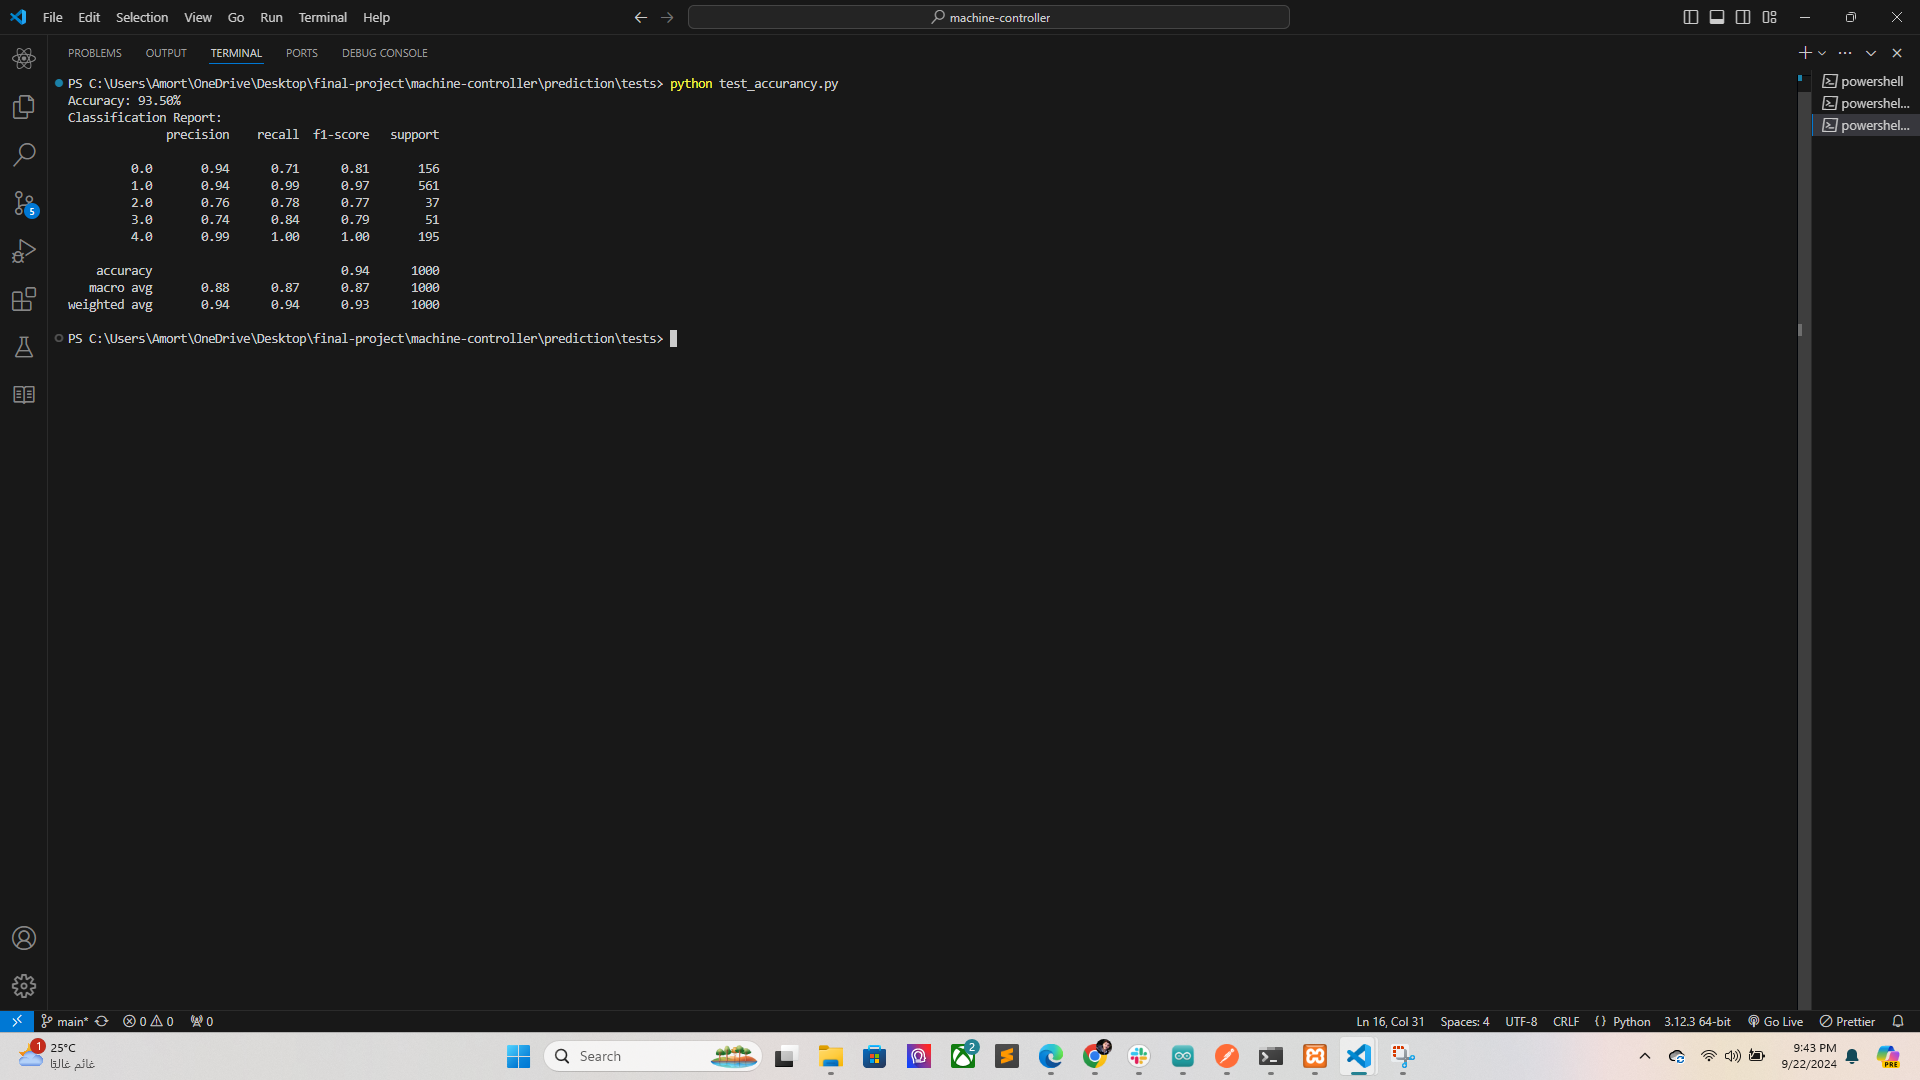 File Edit Selection View Go Run Terminal Help
machine-controller
PROBLEMS OUTPUT TERMINAL PORTS DEBUG CONSOLE
PS C:\Users\Amort\OneDrive\Desktop\final-project\machine-controller\prediction\tests> python test_accurancy.py
Accuracy: 93.50%
Classification Report:
precision recall f1-score support
0.0 0.94 0.71 0.81 156
1.0 0.94 0.99 0.97 561
2.0 0.76 0.78 0.77 37
3.0 0.74 0.84 0.79 51
4.0 0.99 1.00 1.00 195
accuracy 0.94 1000
macro avg 0.88 0.87 0.87 1000
weighted avg 0.94 0.94 0.93 1000
PS C:\Users\Amort\OneDrive\Desktop\final-project\machine-controller\prediction\tests>
powershell
powershel...
powershel...
5
main* 0 0 0 Ln 16, Col 31 Spaces: 4 UTF-8 CRLF {} Python 3.12.3 64-bit Go Live Prettier
1
25°C
غائم غالبًا
Search
2
9:43 PM
9/22/2024
PRE